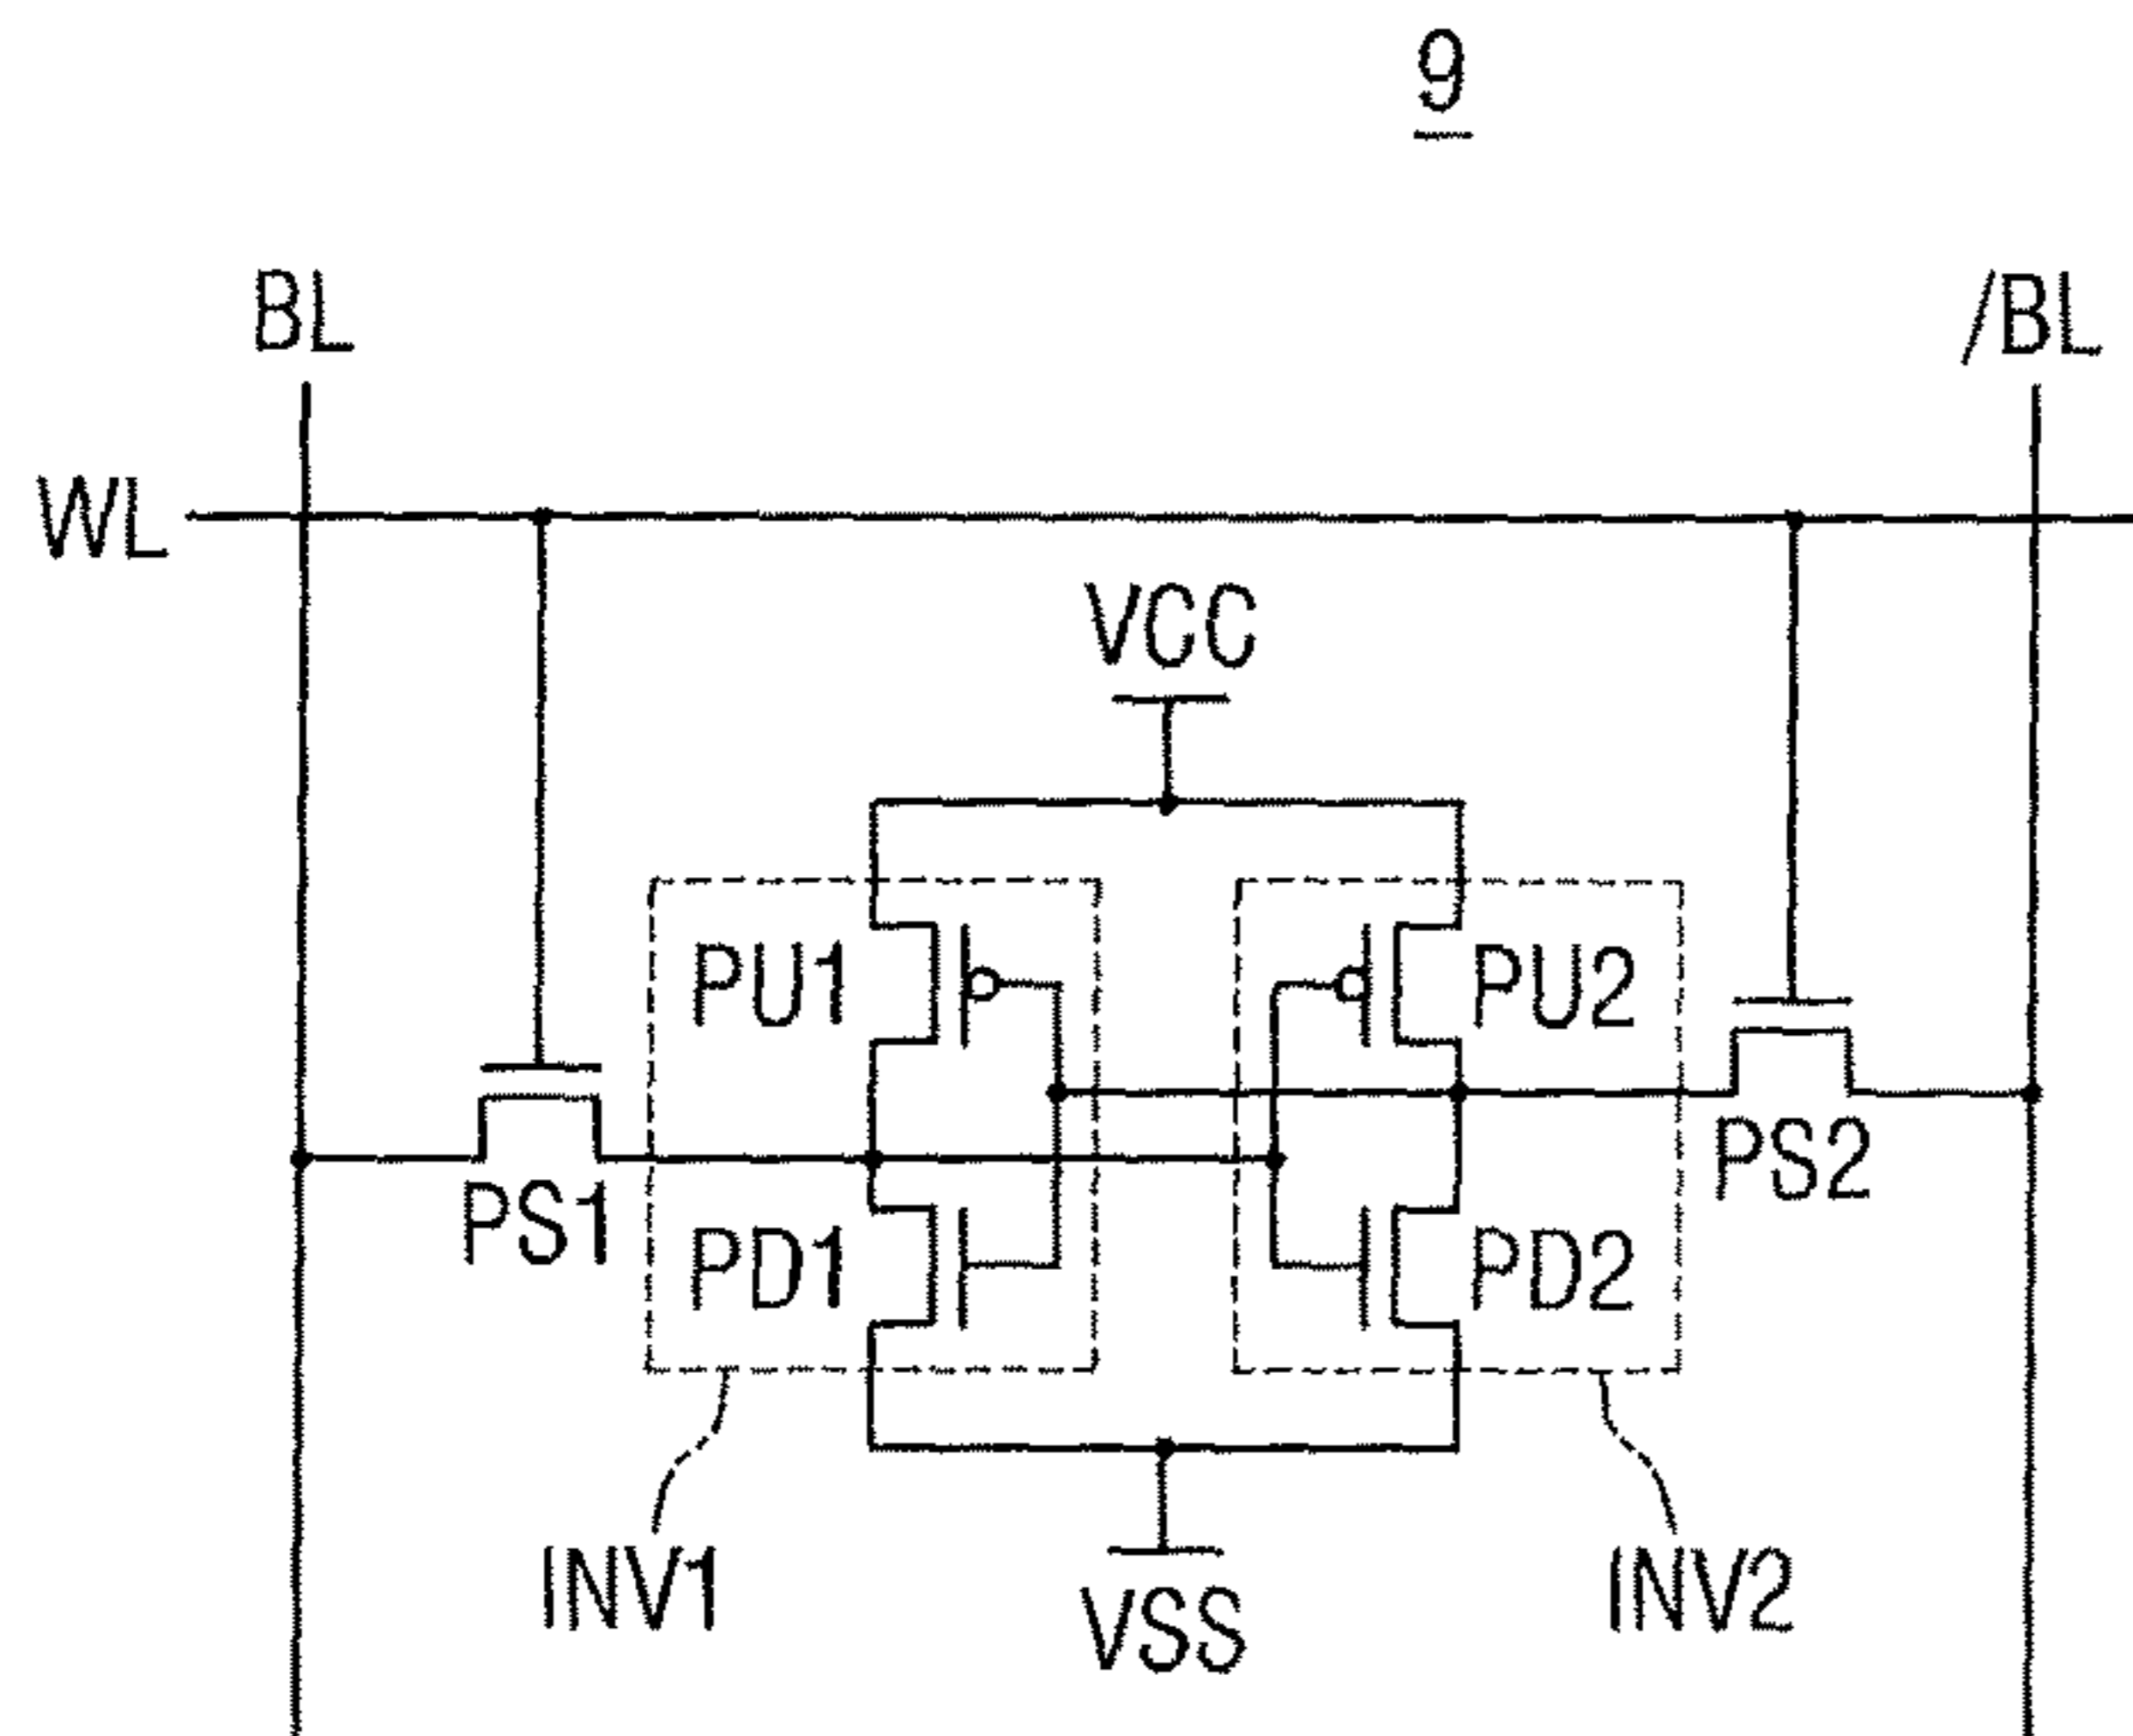 9
BL
/BL
WL
VCC
PU1
PU2
PS1
PS2
PD1
PD2
INV1
VSS
INV2